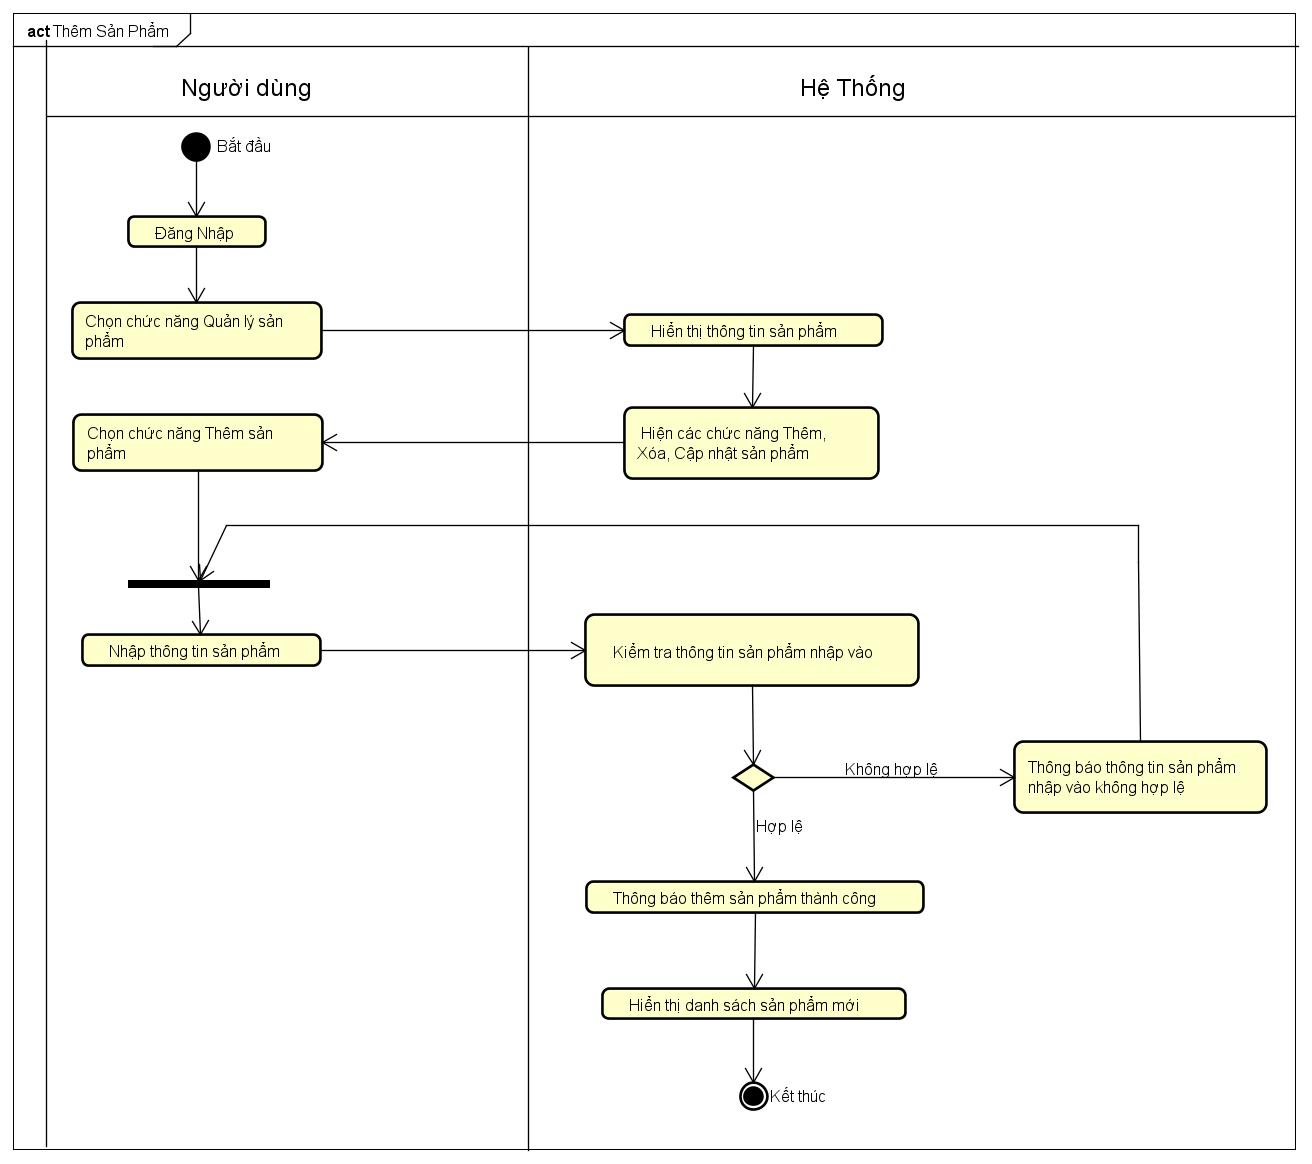 act Thêm Sản Phẩm
Người dùng
Hệ Thống
Bắt đầu
Đăng Nhập
Chọn chức năng Quản lý sản
phẩm
Hiển thị thông tin sản phẩm
Hiện các chức năng Thêm,
Xóa, Cập nhật sản phẩm
Chọn chức năng Thêm sản
phẩm
Nhập thông tin sản phẩm
Kiểm tra thông tin sản phẩm nhập vào
Không hợp lệ
Thông báo thông tin sản phẩm
nhập vào không hợp lệ
Hợp lệ
Thông báo thêm sản phẩm thành công
Hiển thị danh sách sản phẩm mới
Kết thúc